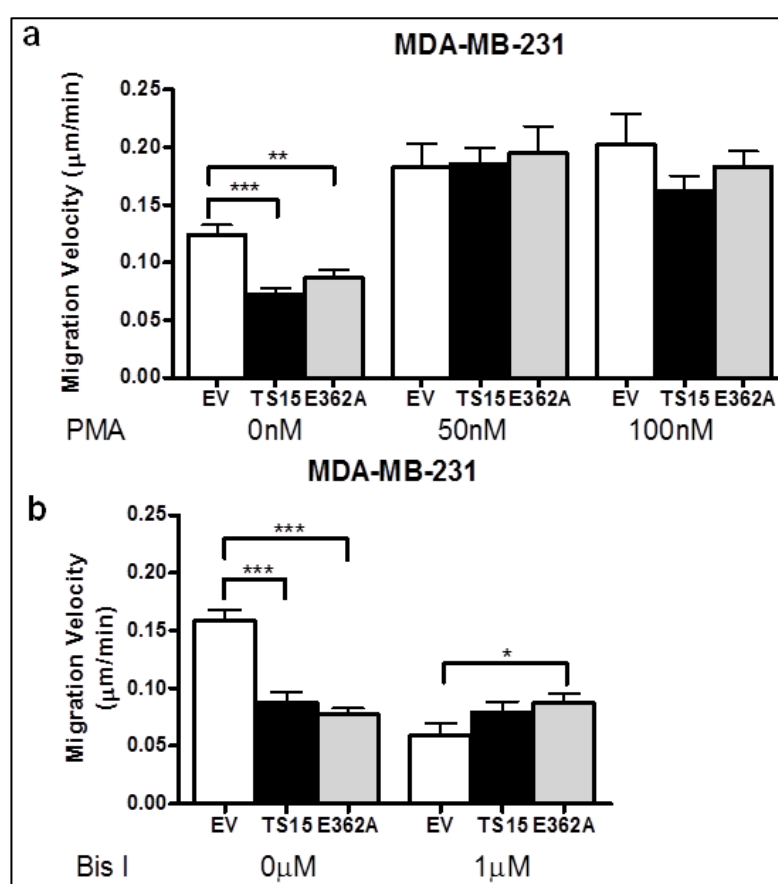 a
MDA-MB-231
Migration Velocity (µm/min)
0.25
0.20
0.15
0.10
0.05
0.00
**
***
EV TS15 E362A EV TS15 E362A EV TS15 E362A
PMA 0nM 50nM 100nM
MDA-MB-231
b
Migration Velocity
(µm/min)
0.25
0.20
0.15
0.10
0.05
0.00
***
***
*
EV TS15 E362A EV TS15 E362A
Bis I 0µM 1µM